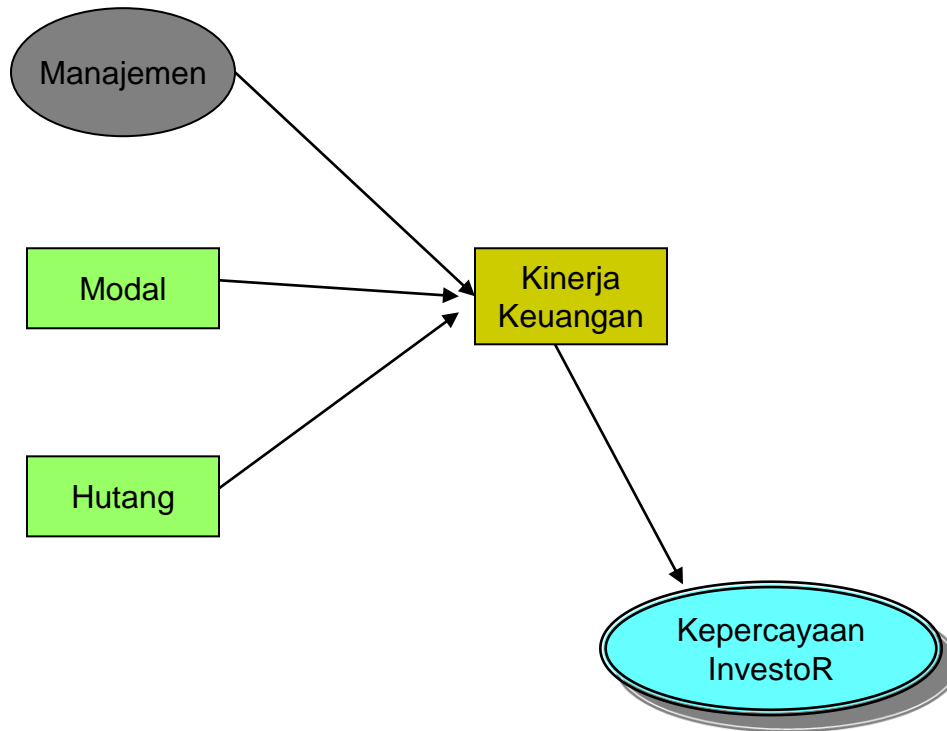 Manajemen
Modal
Kinerja
Keuangan
Hutang
Kepercayaan
InvestoR